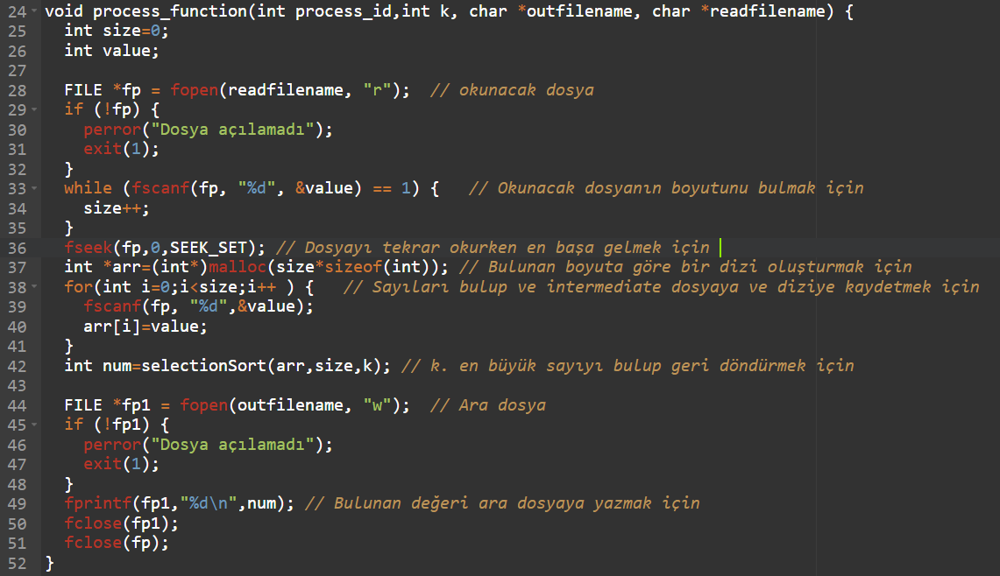 24 void process_function(int process_id,int k, char *outfilename, char *readfilename) {
25   int size=0;
26   int value;
27
28   FILE *fp = fopen(readfilename, "r");  // okunacak dosya
29   if (!fp) {
30     perror("Dosya açılamadı");
31     exit(1);
32   }
33   while (fscanf(fp, "%d", &value) == 1) {   // Okunacak dosyanın boyutunu bulmak için
34     size++;
35   }
36   fseek(fp,0,SEEK_SET); // Dosyayı tekrar okurken en başa gelmek için
37   int *arr=(int*)malloc(size*sizeof(int)); // Bulunan boyuta göre bir dizi oluşturmak için
38   for(int i=0;i<size;i++ ) {   // Sayıları bulup ve intermediate dosyaya ve diziye kaydetmek için
39     fscanf(fp, "%d",&value);
40     arr[i]=value;
41   }
42   int num=selectionSort(arr,size,k); // k. en büyük sayıyı bulup geri döndürmek için
43
44   FILE *fp1 = fopen(outfilename, "w");  // Ara dosya
45   if (!fp1) {
46     perror("Dosya açılamadı");
47     exit(1);
48   }
49   fprintf(fp1,"%d\n",num); // Bulunan değeri ara dosyaya yazmak için
50   fclose(fp1);
51   fclose(fp);
52 }